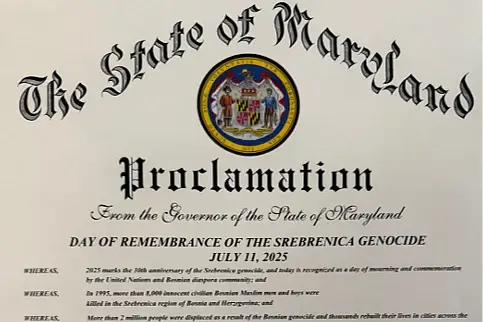 The State of Maryland
Proclamation
From the Governor of the State of Maryland
DAY OF REMEMBRANCE OF THE SREBRENICA GENOCIDE
JULY 11, 2025
WHEREAS, 2025 marks the 30th anniversary of the Srebrenica genocide, and today is recognized as a day of mourning and commemoration
by the United Nations and Bosnian diaspora community; and
WHEREAS, In 1995, more than 8,000 innocent civilian Bosnian Muslim men and boys were
killed in the Srebrenica region of Bosnia and Herzegovina; and
WHEREAS, More than 2 million people were displaced as a result of the Bosnian genocide and thousands rebuilt their lives in cities across the